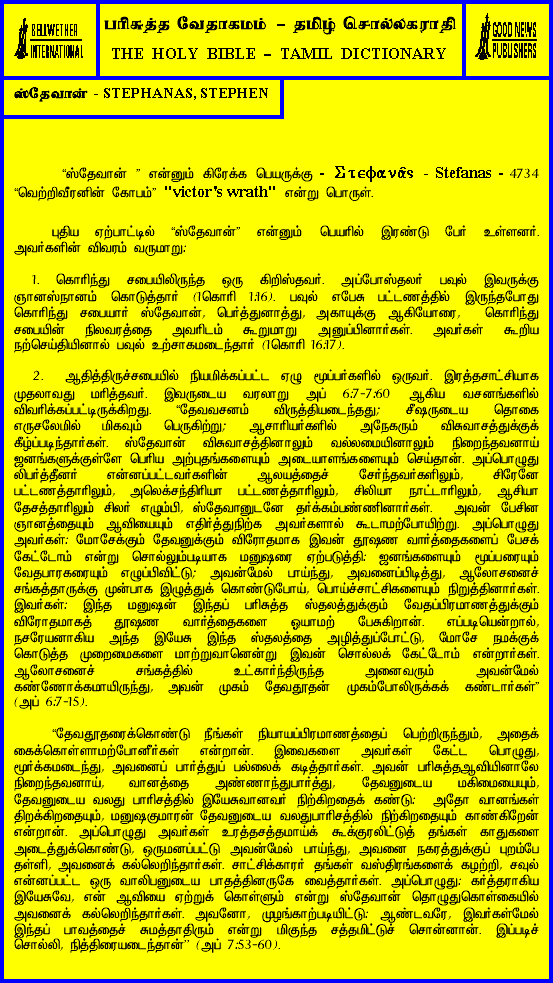 BELLWETHER
INTERNATIONAL
பரிசுத்த வேதாகமம் – தமிழ் சொல்லகராதி
THE HOLY BIBLE – TAMIL DICTIONARY
GOOD NEWS
PUBLISHERS
ஸ்தேவான் - STEPHANAS, STEPHEN
“ஸ்தேவான் ” என்னும் கிரேக்க பெயருக்கு - Στεφανᾶs - Stefanas - 4734
“வெற்றிவீரனின் கோபம்” "victor's wrath" என்று பொருள்.
புதிய ஏற்பாட்டில் “ஸ்தேவான்” என்னும் பெயரில் இரண்டு பேர் உள்ளனர்.
அவர்களின் விவரம் வருமாறு:
1. கொரிந்து சபையிலிருந்த ஒரு கிறிஸ்தவர். அப்போஸ்தலர் பவுல் இவருக்கு
ஞானஸ்நானம் கொடுத்தார் (1கொரி 1:16). பவுல் எபேசு பட்டணத்தில் இருந்தபோது
கொரிந்து சபையார் ஸ்தேவான், பெர்த்துனாத்து, அகாயுக்கு ஆகியோரை, கொரிந்து
சபையின் நிலவரத்தை அவரிடம் கூறுமாறு அனுப்பினார்கள். அவர்கள் கூறிய
நற்செய்தியினால் பவுல் உற்சாகமடைந்தார் (1கொரி 16:17).
2. ஆதித்திருச்சபையில் நியமிக்கப்பட்ட ஏழு மூப்பர்களில் ஒருவர். இரத்தசாட்சியாக
முதலாவது மரித்தவர். இவருடைய வரலாறு அப் 6:7-7:60 ஆகிய வசனங்களில்
விவரிக்கப்பட்டிருக்கிறது. “தேவவசனம் விருத்தியடைந்தது; சீஷருடைய தொகை
எருசலேமில் மிகவும் பெருகிற்று; ஆசாரியர்களில் அநேகரும் விசுவாசத்துக்குக்
கீழ்ப்படிந்தார்கள். ஸ்தேவான் விசுவாசத்தினாலும் வல்லமையினாலும் நிறைந்தவனாய்
ஜனங்களுக்குள்ளே பெரிய அற்புதங்களையும் அடையாளங்களையும் செய்தான். அப்பொழுது
லிபர்த்தீனர் என்னப்பட்டவர்களின் ஆலயத்தைச் சேர்ந்தவர்களிலும், சிரேனே
பட்டணத்தாரிலும், அலெக்சந்திரியா பட்டணத்தாரிலும், சிலியா நாட்டாரிலும், ஆசியா
தேசத்தாரிலும் சிலர் எழும்பி, ஸ்தேவானுடனே தர்க்கம்பண்ணினார்கள். அவன் பேசின
ஞானத்தையும் ஆவியையும் எதிர்த்துநிற்க அவர்களால் கூடாமற்போயிற்று. அப்பொழுது
அவர்கள்: மோசேக்கும் தேவனுக்கும் விரோதமாக இவன் தூஷண வார்த்தைகளைப் பேசக்
கேட்டோம் என்று சொல்லும்படியாக மனுஷரை ஏற்படுத்தி; ஜனங்களையும் மூப்பரையும்
வேதபாரகரையும் எழுப்பிவிட்டு; அவன்மேல் பாய்ந்து, அவனைப்பிடித்து, ஆலோசனைச்
சங்கத்தாருக்கு முன்பாக இழுத்துக் கொண்டுபோய், பொய்ச்சாட்சிகளையும் நிறுத்தினார்கள்.
இவர்கள்: இந்த மனுஷன் இந்தப் பரிசுத்த ஸ்தலத்துக்கும் வேதப்பிரமாணத்துக்கும்
விரோதமாகத் தூஷண வார்த்தைகளை ஓயாமற் பேசுகிறான். எப்படியென்றால்,
நசரேயனாகிய அந்த இயேசு இந்த ஸ்தலத்தை அழித்துப்போட்டு, மோசே நமக்குக்
கொடுத்த முறைமைகளை மாற்றுவானென்று இவன் சொல்லக் கேட்டோம் என்றார்கள்.
ஆலோசனைச் சங்கத்தில் உட்கார்ந்திருந்த அனைவரும் அவன்மேல்
கண்ணோக்கமாயிருந்து, அவன் முகம் தேவதூதன் முகம்போலிருக்கக் கண்டார்கள்”
(அப் 6:7-15).
“தேவதூதரைக்கொண்டு நீங்கள் நியாயப்பிரமாணத்தைப் பெற்றிருந்தும், அதைக்
கைக்கொள்ளாமற்போனீர்கள் என்றான். இவைகளை அவர்கள் கேட்ட பொழுது,
மூர்க்கமடைந்து, அவனைப் பார்த்துப் பல்லைக் கடித்தார்கள். அவன் பரிசுத்தஆவியினாலே
நிறைந்தவனாய், வானத்தை அண்ணாந்துபார்த்து, தேவனுடைய மகிமையையும்,
தேவனுடைய வலது பாரிசத்தில் இயேசுவானவர் நிற்கிறதைக் கண்டு: அதோ வானங்கள்
திறக்கிறதையும், மனுஷகுமாரன் தேவனுடைய வலதுபாரிசத்தில் நிற்கிறதையும் காண்கிறேன்
என்றான். அப்பொழுது அவர்கள் உரத்தசத்தமாய்க் கூக்குரலிட்டுத் தங்கள் காதுகளை
அடைத்துக்கொண்டு, ஒருமனப்பட்டு அவன்மேல் பாய்ந்து, அவனை நகரத்துக்குப் புறம்பே
தள்ளி, அவனைக் கல்லெறிந்தார்கள். சாட்சிக்காரர் தங்கள் வஸ்திரங்களைக் கழற்றி, சவுல்
என்னப்பட்ட ஒரு வாலிபனுடைய பாதத்தினருகே வைத்தார்கள். அப்பொழுது: கர்த்தராகிய
இயேசுவே, என் ஆவியை ஏற்றுக் கொள்ளும் என்று ஸ்தேவான் தொழுதுகொள்கையில்
அவனைக் கல்லெறிந்தார்கள். அவனோ, முழங்காற்படியிட்டு: ஆண்டவரே, இவர்கள்மேல்
இந்தப் பாவத்தைச் சுமத்தாதிரும் என்று மிகுந்த சத்தமிட்டுச் சொன்னான். இப்படிச்
சொல்லி, நித்திரையடைந்தான்” (அப் 7:53-60).